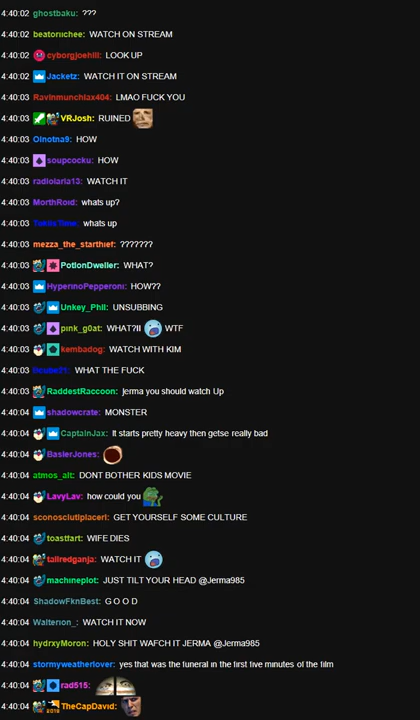 4:40:02 ghostbaku: ???
4:40:02 beatoriichee: WATCH ON STREAM
4:40:02 cyborgjoehill: LOOK UP
4:40:02 Jacketz: WATCH IT ON STREAM
4:40:03 Ravinmunchlax404: LMAO FUCK YOU
4:40:03 VRJosh: RUINED
4:40:03 Olnotna9: HOW
4:40:03 soupcocku: HOW
4:40:03 radiolaria13: WATCH IT
4:40:03 MorthRoid: whats up?
4:40:03 whats up
4:40:03 mezza_the_starthief: ???????
4:40:03 PotionDweller: WHAT?
4:40:03 HyperinoPepperoni: HOW??
4:40:03 Unkey_Phil: UNSUBBING
4:40:03 pink_g0at: WHAT?!! WTF
4:40:03 kembadog: WATCH WITH KIM
4:40:03 WHAT THE FUCK
4:40:03 RaddestRaccoon: jerma you should watch Up
4:40:04 shadowcrate: MONSTER
4:40:04 CaptainJax: It starts pretty heavy then getse really bad
4:40:04 BaslerJones:
4:40:04 atmos_alt: DONT BOTHER KIDS MOVIE
4:40:04 LavyLav: how could you
4:40:04 sconosciutiplaceri: GET YOURSELF SOME CULTURE
4:40:04 toastfart: WIFE DIES
4:40:04 tallredganja: WATCH IT
4:40:04 machineplot: JUST TILT YOUR HEAD @Jerma985
4:40:04 ShadowFknBest: G O O D
4:40:04 Walterion_: WATCH IT NOW
4:40:04 hydrxyMoron: HOLY SHIT WAFCH IT JERMA @Jerma985
4:40:04 stormyweatherlover: yes that was the funeral in the first five minutes of the film
4:40:04 rad515:
4:40:04 TheCapDavid: